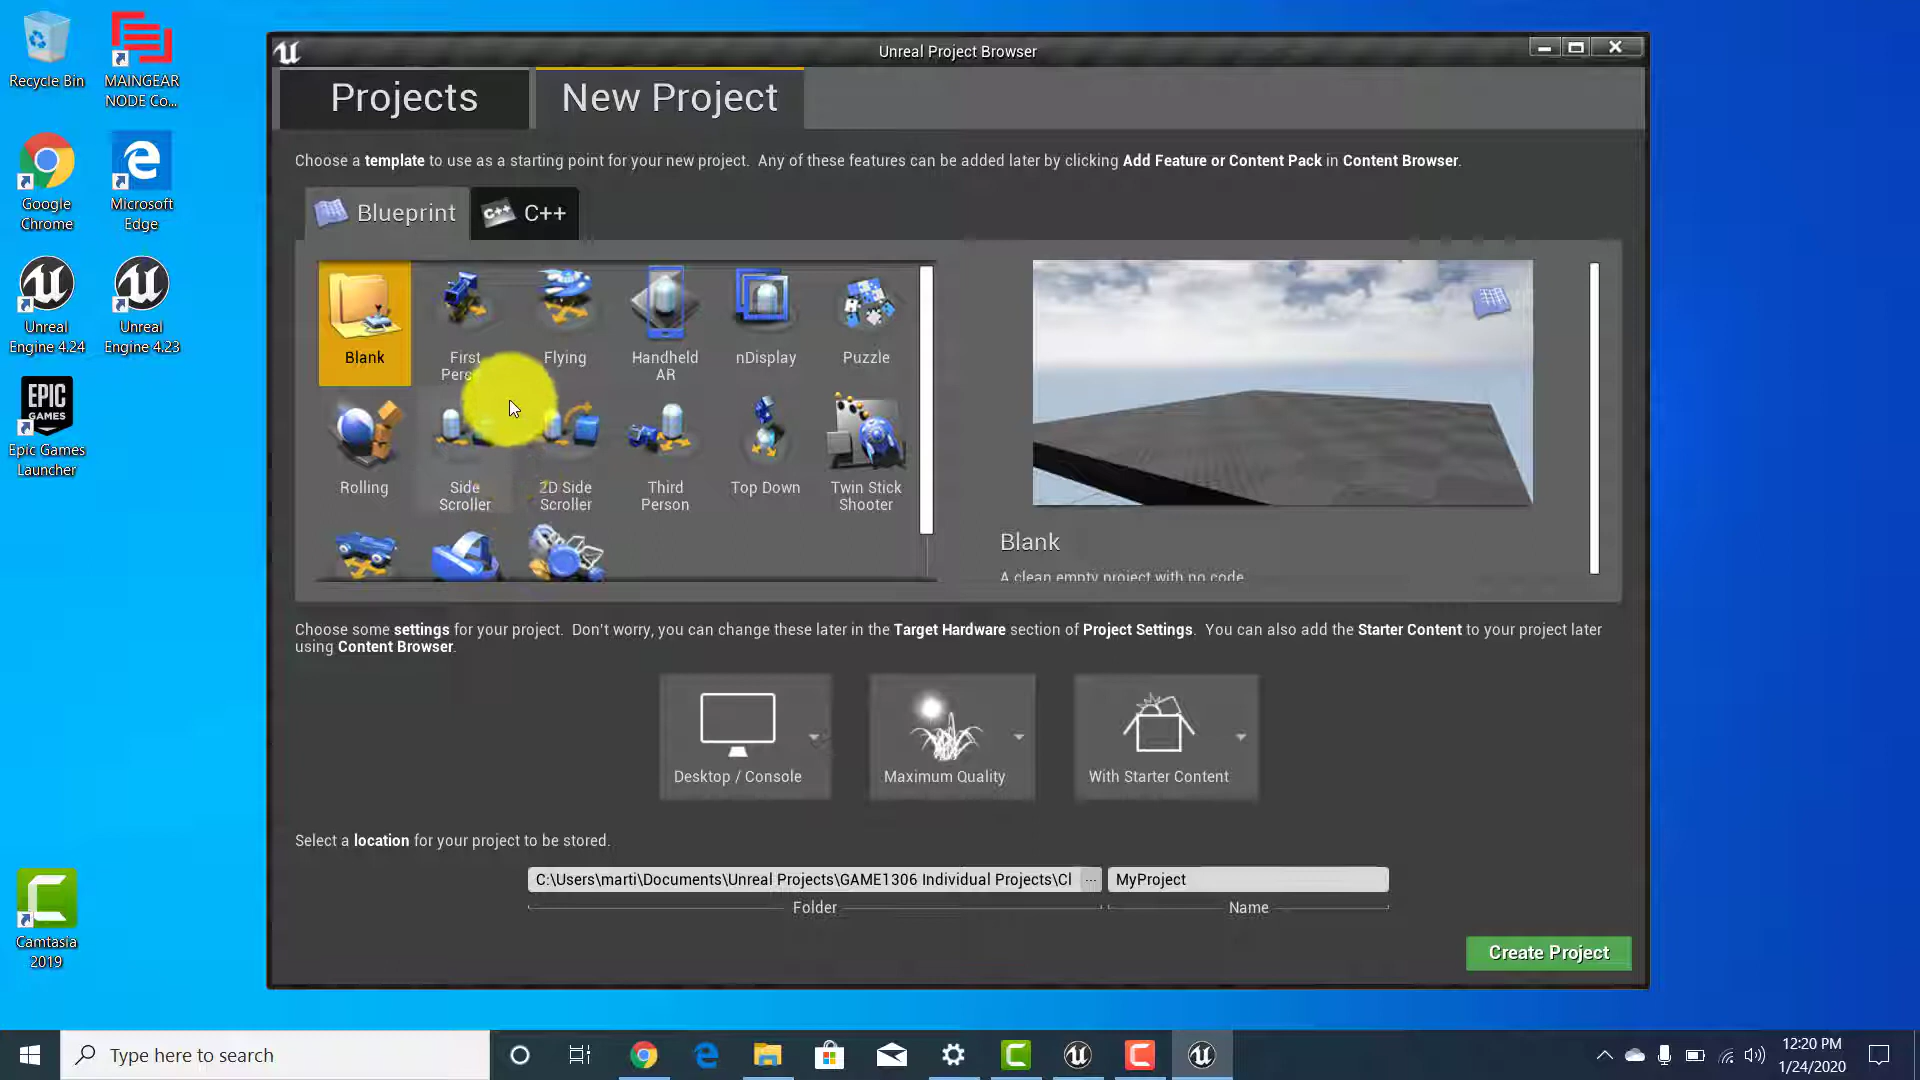 Recycle Bin
MAINGEAR
NODE Co...
Google
Chrome
Microsoft
Edge
Unreal
Engine 4.24
Unreal
Engine 4.23
EPIC
GAMES
Epic Games
Launcher
Camtasia
2019
Unreal Project Browser
Projects
New Project
Choose a template to use as a starting point for your new project.  Any of these features can be added later by clicking Add Feature or Content Pack in Content Browser.
Blueprint
C++
C++
Blank
First
Pers
Flying
Handheld
AR
nDisplay
Puzzle
Rolling
Side
Scroller
2D Side
Scroller
Third
Person
Top Down
Twin Stick
Shooter
Blank
A clean empty project with no code.
Choose some settings for your project.  Don't worry, you can change these later in the Target Hardware section of Project Settings.  You can also add the Starter Content to your project later
using Content Browser.
Desktop / Console
Maximum Quality
With Starter Content
Select a location for your project to be stored.
C:\Users\marti\Documents\Unreal Projects\GAME1306 Individual Projects\Cl
...
MyProject
Folder
Name
Create Project
Type here to search
12:20 PM
1/24/2020